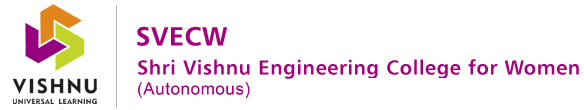 VISHNU
UNIVERSAL LEARNING
SVECW
Shri Vishnu Engineering College for Women
(Autonomous)